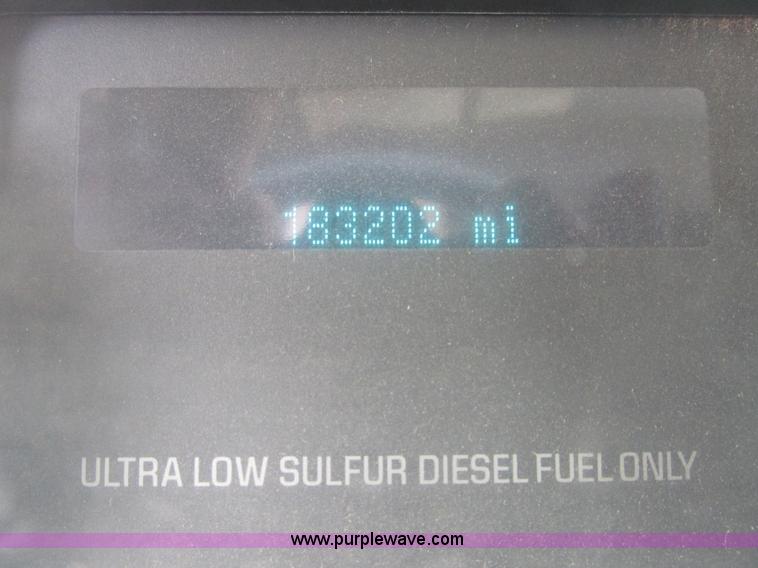 183202 mi
ULTRA LOW SULFUR DIESEL FUEL ONLY
www.purplewave.com